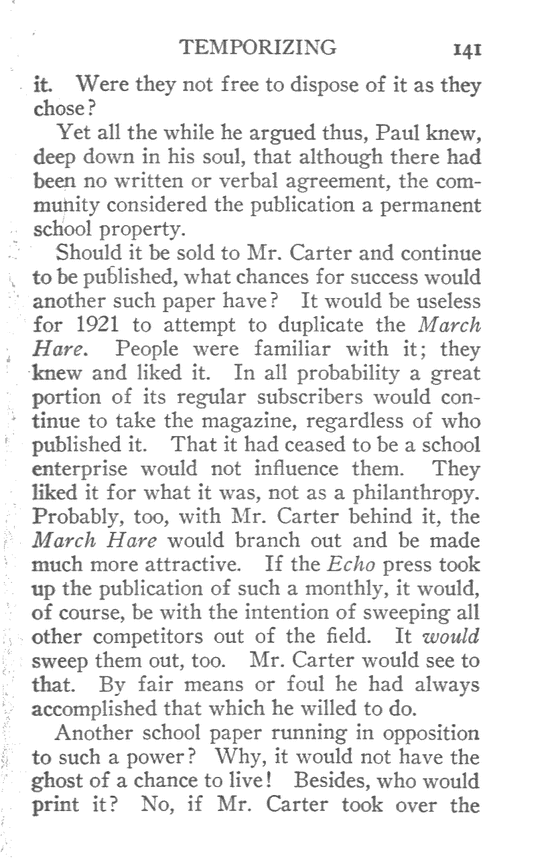 TEMPORIZING 141
it. Were they not free to dispose of it as they
chose?
Yet all the while he argued thus, Paul knew,
deep down in his soul, that although there had
been no written or verbal agreement, the com-
munity considered the publication a permanent
school property.
Should it be sold to Mr. Carter and continue
to be published, what chances for success would
another such paper have? It would be useless
for 1921 to attempt to duplicate the March
Hare. People were familiar with it; they
knew and liked it. In all probability a great
portion of its regular subscribers would con-
tinue to take the magazine, regardless of who
published it. That it had ceased to be a school
enterprise would not influence them. They
liked it for what it was, not as a philanthropy.
Probably, too, with Mr. Carter behind it, the
March Hare would branch out and be made
much more attractive. If the Echo press took
up the publication of such a monthly, it would,
of course, be with the intention of sweeping all
other competitors out of the field. It would
sweep them out, too. Mr. Carter would see to
that. By fair means or foul he had always
accomplished that which he willed to do.
Another school paper running in opposition
to such a power? Why, it would not have the
ghost of a chance to live! Besides, who would
print it? No, if Mr. Carter took over the